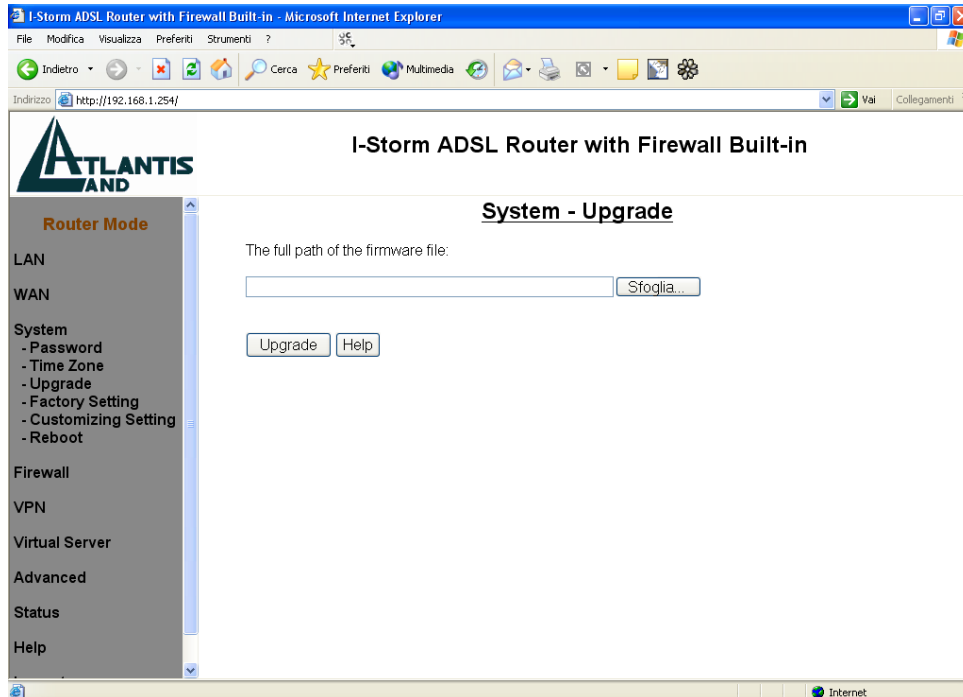 I-Storm ADSL Router with Firewall Built-in - Microsoft Internet Explorer
File Modifica Visualizza Preferiti Strumenti ?
Indietro Cerca Preferiti Multimedia
Indirizzo http://192.168.1.254/ Vai Collegamenti
ATLANTIS
LAND
I-Storm ADSL Router with Firewall Built-in
Router Mode
LAN
WAN
System
- Password
- Time Zone
- Upgrade
- Factory Setting
- Customizing Setting
- Reboot
Firewall
VPN
Virtual Server
Advanced
Status
Help
System - Upgrade
The full path of the firmware file:
Sfoglia...
Upgrade Help
Internet